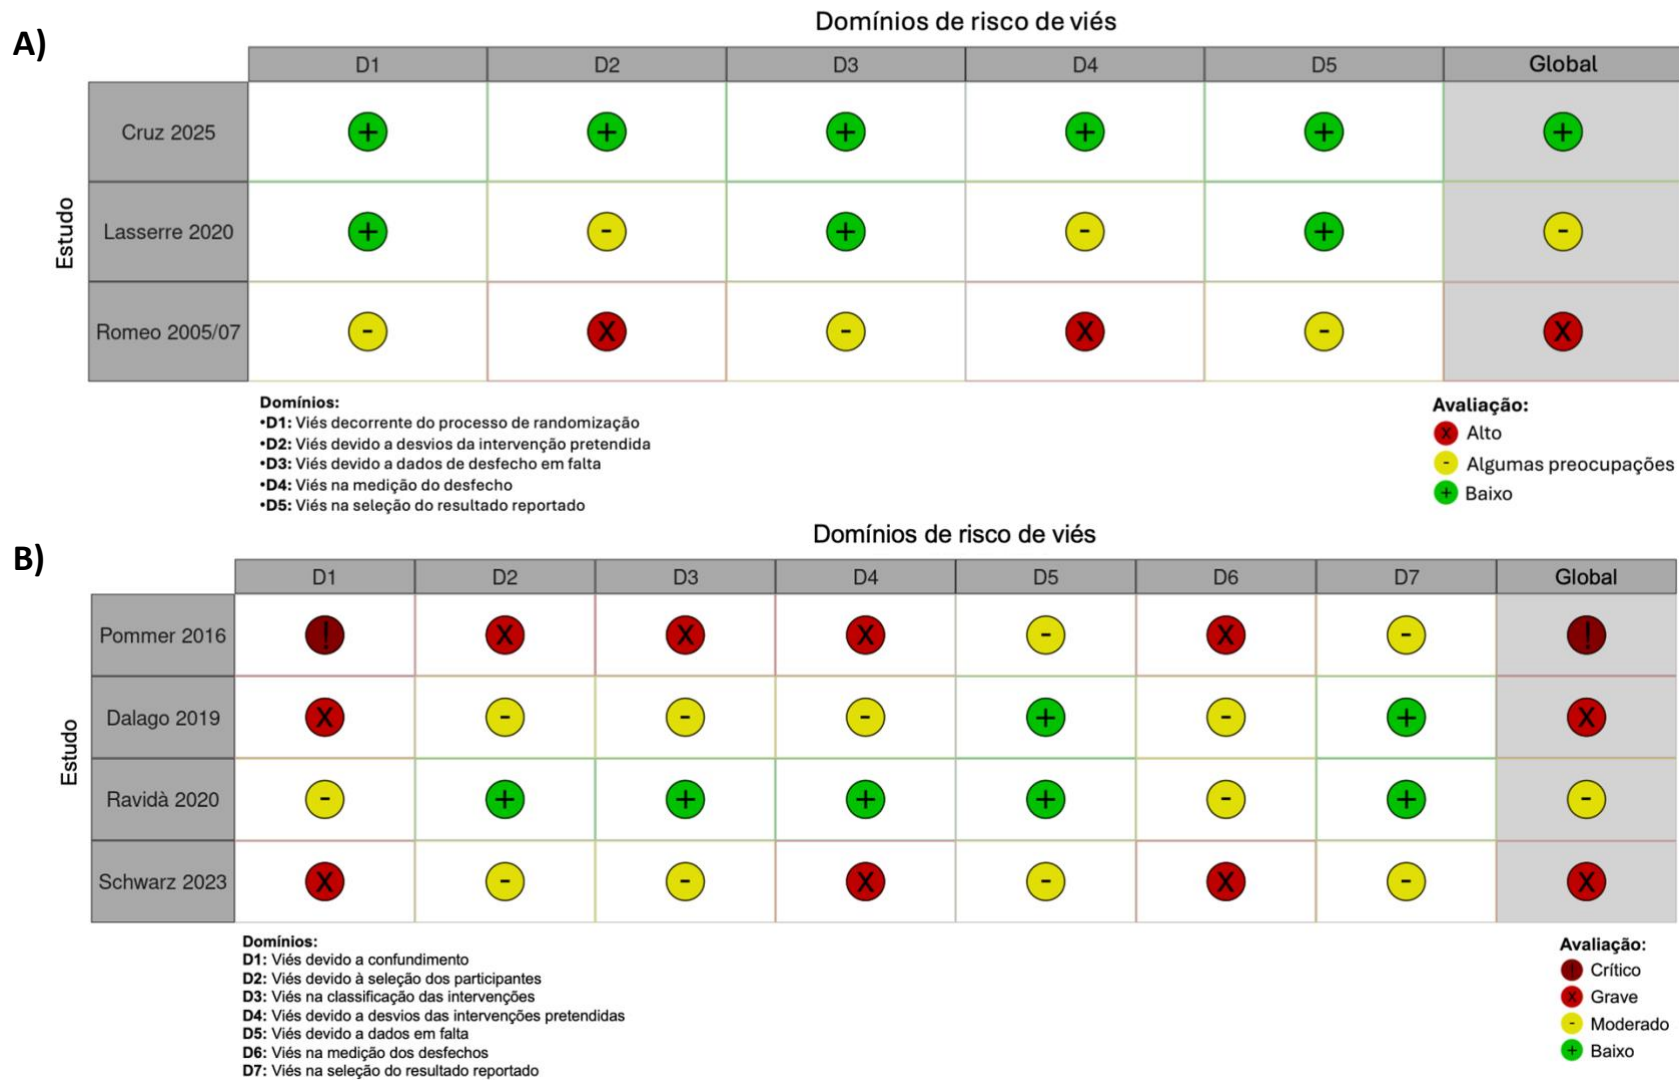 A)
Domínios de risco de viés
D1 D2 D3 D4 D5 Global
Estudo
Cruz 2025 + + + + + +
Lasserre 2020 + - + - + -
Romeo 2005/07 - X - X - X
Domínios:
•D1: Viés decorrente do processo de randomização
•D2: Viés devido a desvios da intervenção pretendida
•D3: Viés devido a dados de desfecho em falta
•D4: Viés na medição do desfecho
•D5: Viés na seleção do resultado reportado
Avaliação:
X Alto
- Algumas preocupações
+ Baixo
B)
Domínios de risco de viés
D1 D2 D3 D4 D5 D6 D7 Global
Estudo
Pommer 2016 ! X X X - X - !
Dalago 2019 X - - - + - + X
Ravidà 2020 - + + + + - + -
Schwarz 2023 X - - X - X - X
Domínios:
D1: Viés devido a confundimento
D2: Viés devido à seleção dos participantes
D3: Viés na classificação das intervenções
D4: Viés devido a desvios das intervenções pretendidas
D5: Viés devido a dados em falta
D6: Viés na medição dos desfechos
D7: Viés na seleção do resultado reportado
Avaliação:
! Crítico
X Grave
- Moderado
+ Baixo